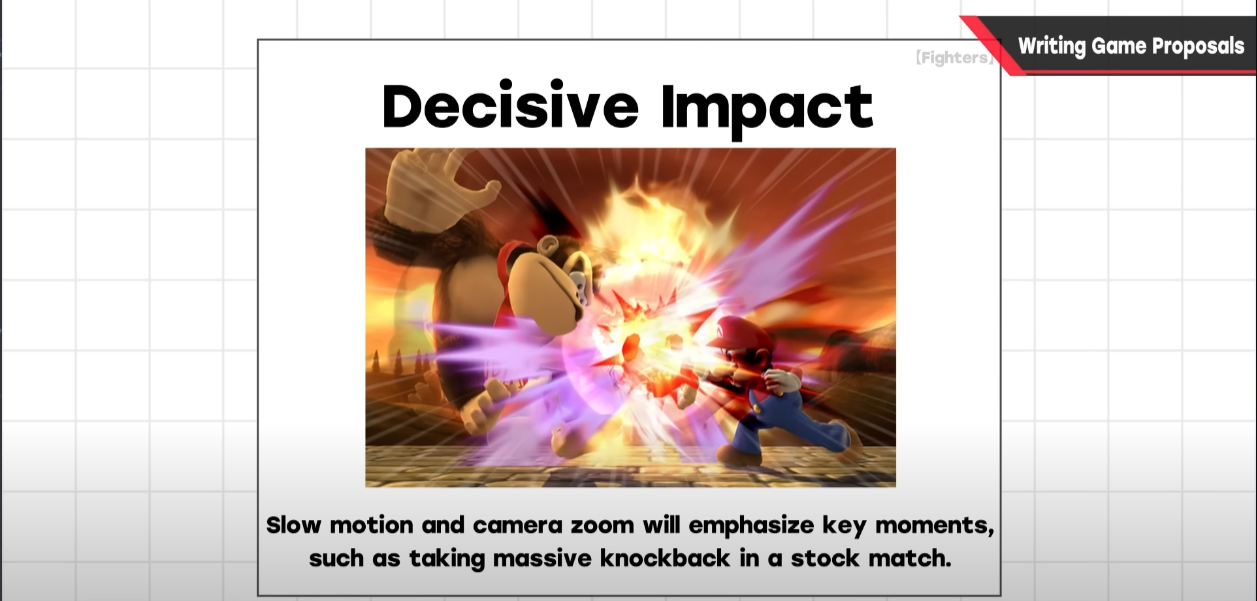 Writing Game Proposals
[Fighters]
Decisive Impact
Slow motion and camera zoom will emphasize key moments,
such as taking massive knockback in a stock match.